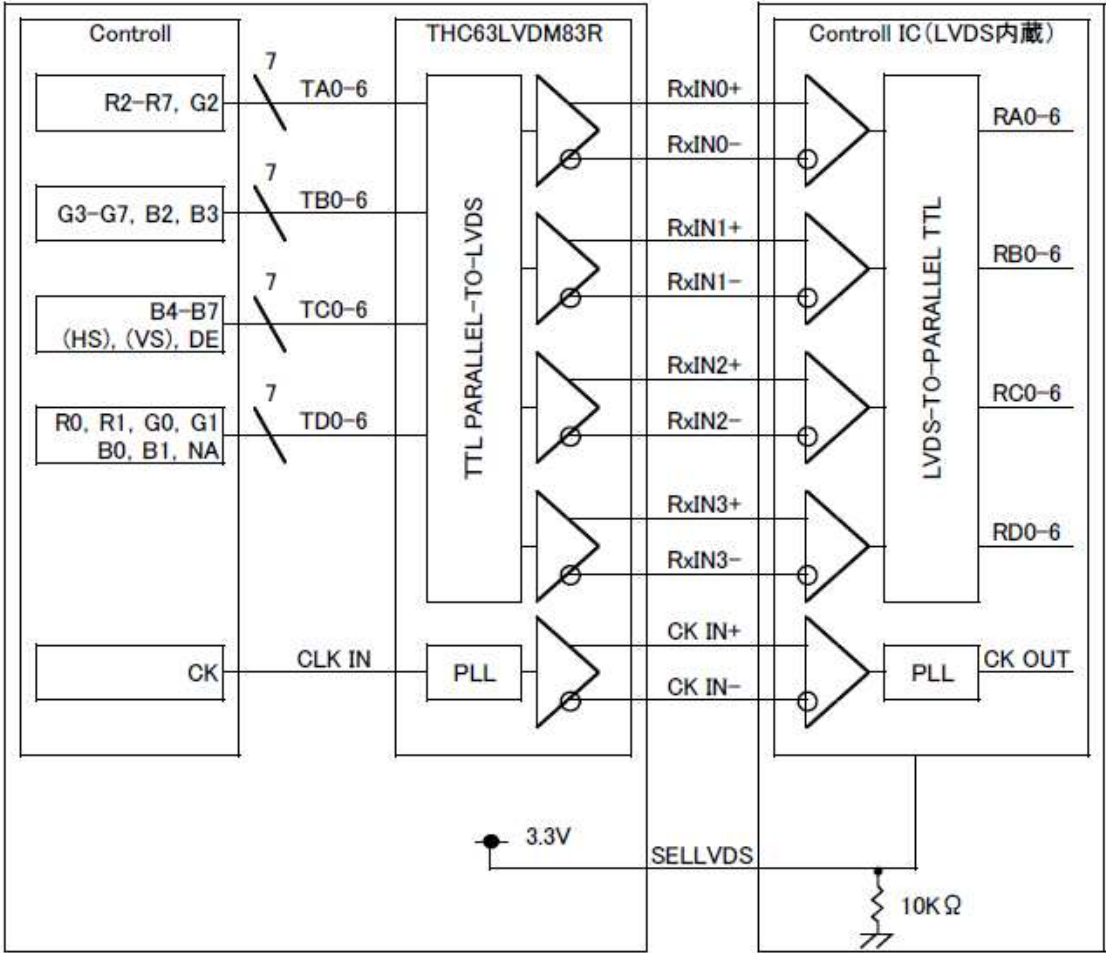 Controll
THC63LVDM83R
Controll IC(LVDS内蔵)
R2-R7, G2
7
TA0-6
G3-G7, B2, B3
7
TB0-6
B4-B7
(HS), (VS), DE
7
TC0-6
R0, R1, G0, G1
B0, B1, NA
7
TD0-6
CK
CLK IN
TTL PARALLEL-TO-LVDS
PLL
RxIN0+
RxIN0-
RxIN1+
RxIN1-
RxIN2+
RxIN2-
RxIN3+
RxIN3-
CK IN+
CK IN-
LVDS-TO-PARALLEL TTL
PLL
RA0-6
RB0-6
RC0-6
RD0-6
CK OUT
3.3V
SELLVDS
10KΩ